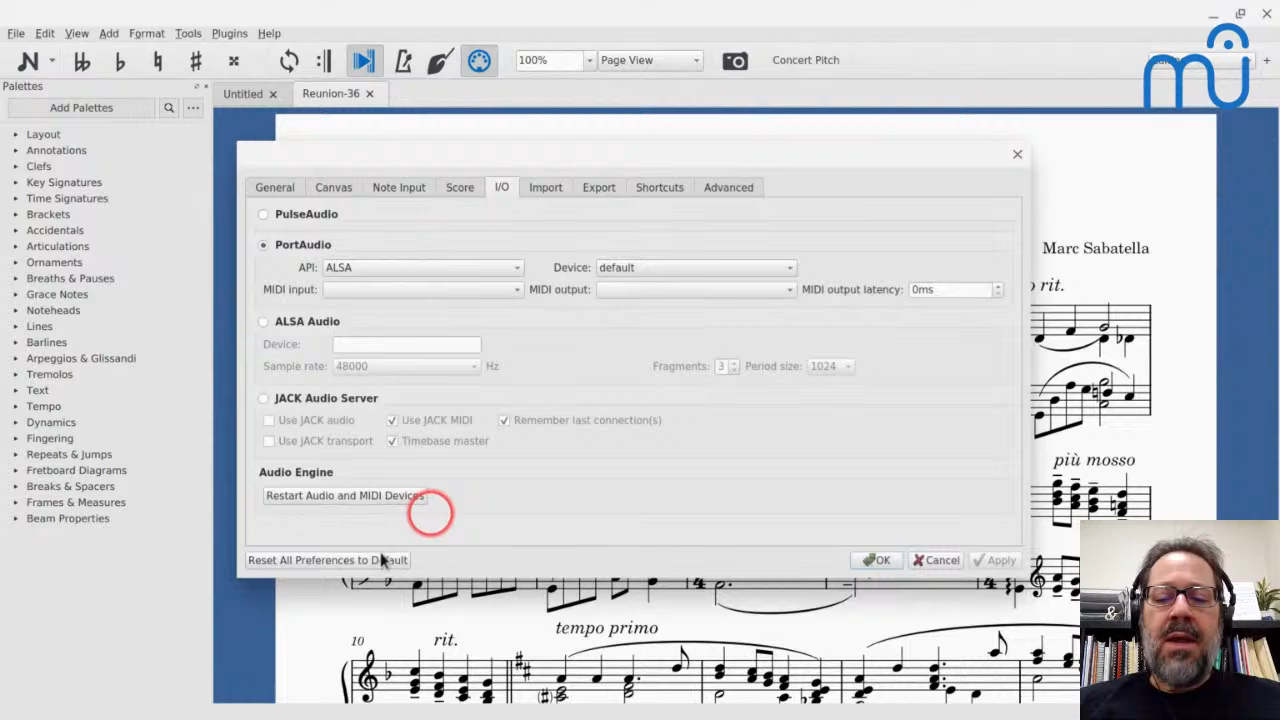 File Edit View Add Format Tools Plugins Help
100% Page View Concert Pitch
Palettes
Untitled Reunion-36
Add Palettes
Layout
Annotations
Clefs
Key Signatures
Time Signatures
Brackets
Accidentals
Articulations
Ornaments
Breaths & Pauses
Grace Notes
Noteheads
Lines
Barlines
Arpeggios & Glissandi
Tremolos
Text
Tempo
Dynamics
Fingering
Repeats & Jumps
Fretboard Diagrams
Breaks & Spacers
Frames & Measures
Beam Properties
General Canvas Note Input Score I/O Import Export Shortcuts Advanced
PulseAudio
PortAudio
API: ALSA Device: default
MIDI input: MIDI output: MIDI output latency: 0ms
ALSA Audio
Device:
Sample rate: 48000 Hz Fragments: 3 Period size: 1024
JACK Audio Server
Use JACK audio Use JACK MIDI Remember last connection(s)
Use JACK transport Timebase master
Audio Engine
Restart Audio and MIDI Devices
Reset All Preferences to Default OK Cancel Apply
Marc Sabatella
rit.
più mosso
tempo primo
10 rit.
mu